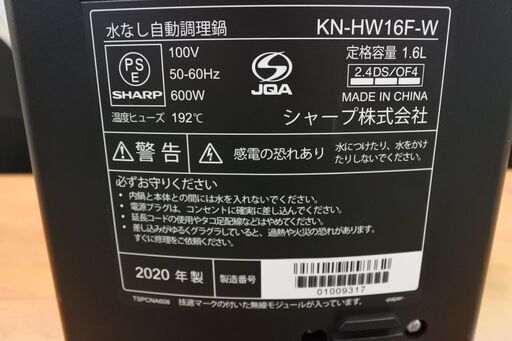 水なし自動調理鍋 KN-HW16F-W
PSE 100V 定格容量 1.6L
50-60Hz 2.4DS/OF4
SHARP 600W JQA MADE IN CHINA
温度ヒューズ 192℃ シャープ株式会社
警告 感電の恐れあり 水につけたり、水をかけ
たりしないでください。
必ずお守りください
・内鍋と本体との間には水を入れないでください。
・電源プラグは、コンセントに確実に差し込んでください。
・延長コードの使用やタコ足配線などはやめてください。
・差し込みがゆるくグラグラしていると、過熱や火災の恐れがあります。
すぐに修理をご依頼ください。
2020年製 製造番号 01009317
TSPCNA608 技適マークの付いた無線モジュールが入っています。 -paper-